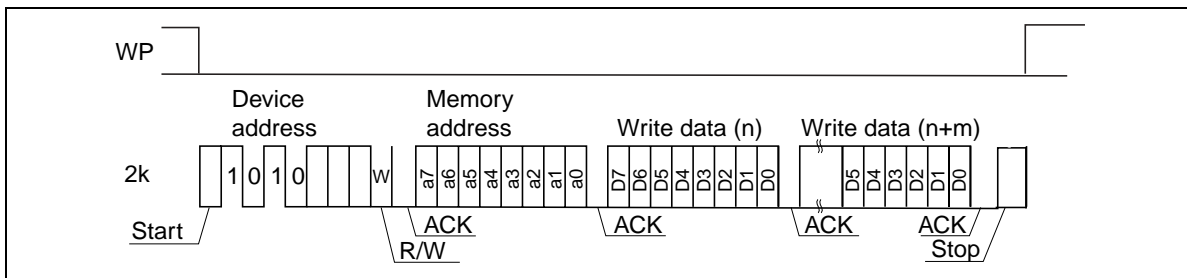 WP
Device address
Memory address
Write data (n)
Write data (n+m)
2k
1 0 1 0 W a7 a6 a5 a4 a3 a2 a1 a0 D7 D6 D5 D4 D3 D2 D1 D0 D5 D4 D3 D2 D1 D0
Start
R/W
ACK
ACK
ACK
ACK
Stop